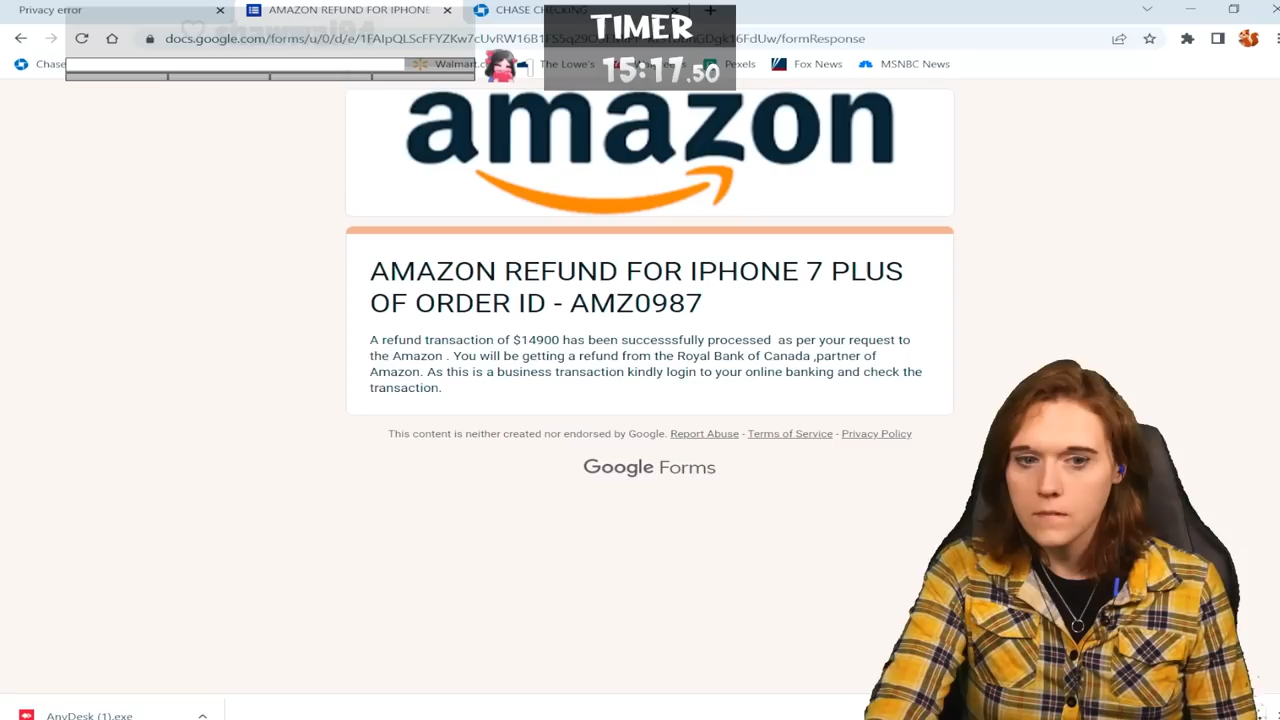 Privacy error
AMAZON REFUND FOR IPHONE
CHASE CHECKING
TIMER
15:17.50
docs.google.com/forms/u/0/d/e/
formResponse
Chase
Walmart.c
The Lowe's
Pexels
Fox News
MSNBC News
amazon
AMAZON REFUND FOR IPHONE 7 PLUS
OF ORDER ID - AMZ0987
A refund transaction of $14900 has been successsfully processed as per your request to
the Amazon . You will be getting a refund from the Royal Bank of Canada ,partner of
Amazon. As this is a business transaction kindly login to your online banking and check the
transaction.
This content is neither created nor endorsed by Google. Report Abuse - Terms of Service - Privacy Policy
Google Forms
AnyDesk (1).exe